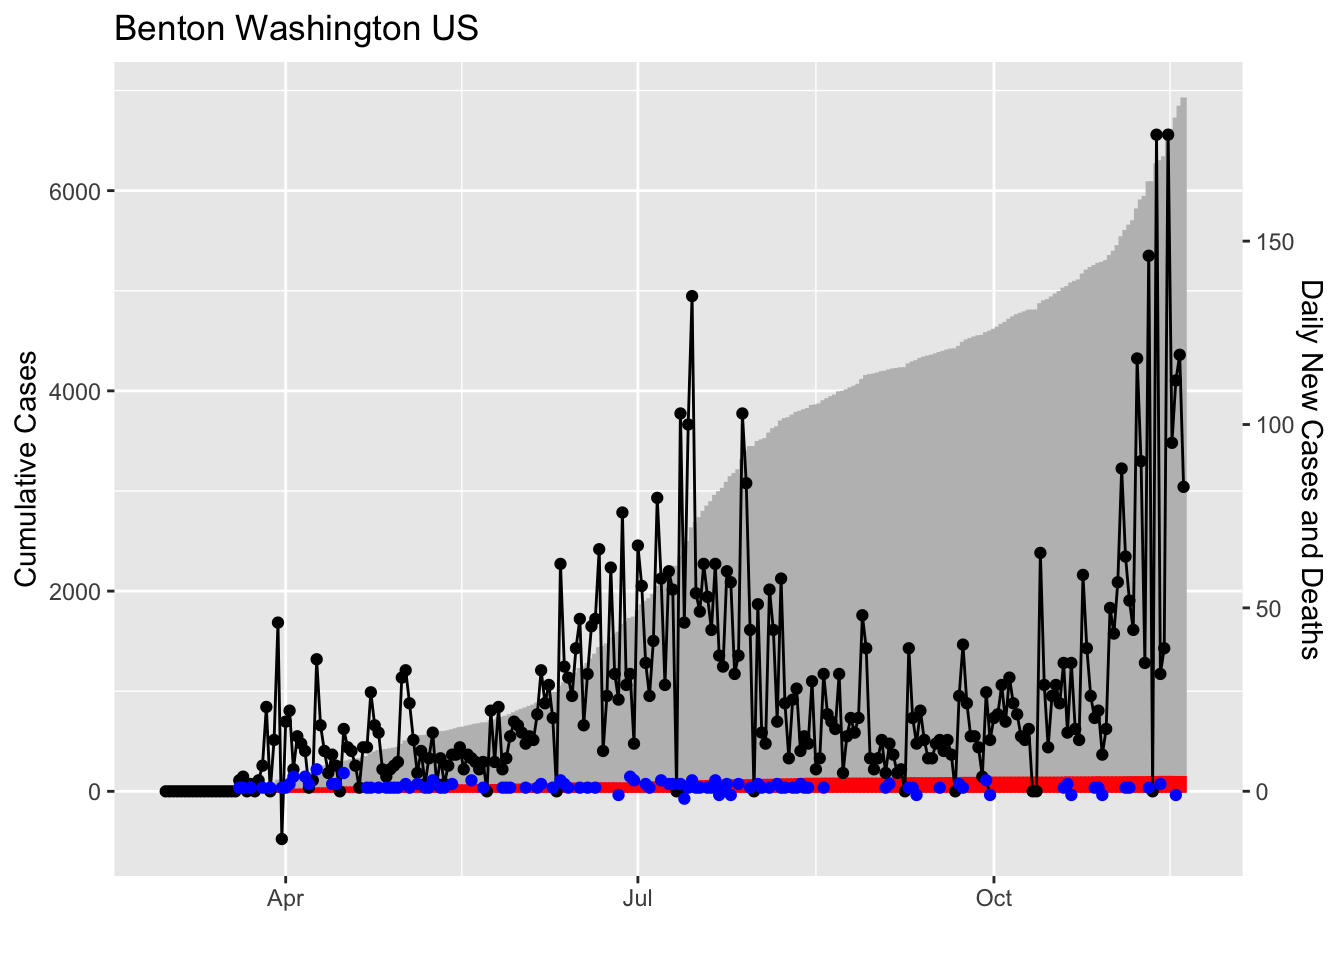 Benton Washington US
Cumulative Cases
6000
4000
2000
0
150
100
50
0
Daily New Cases and Deaths
Apr
Jul
Oct